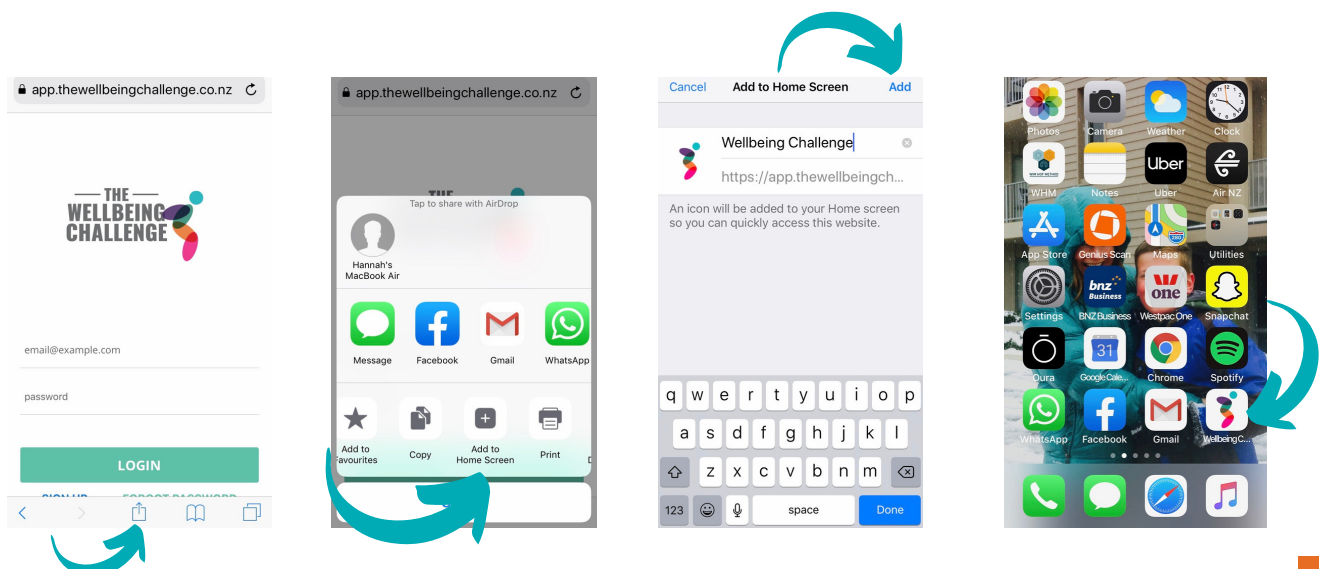 app.thewellbeingchallenge.co.nz
THE
WELLBEING
CHALLENGE
email@example.com
password
LOGIN
SIGN UP FORGOT PASSWORD
app.thewellbeingchallenge.co.nz
THE
Tap to share with AirDrop
Hannah's
MacBook Air
Message Facebook Gmail WhatsApp
Add to
Favourites
Copy
Add to
Home Screen
Print
Cancel Add to Home Screen Add
Wellbeing Challenge
https://app.thewellbeingch...
An icon will be added to your Home screen
so you can quickly access this website.
q w e r t y u i o p
a s d f g h j k l
z x c v b n m
123 space Done
Photos Camera Weather Clock
WHM Notes Uber Air NZ
Uber
App Store Genius Scan Maps Utilities
280
bnz
Business
one
Settings BNZ Business Westpac One Snapchat
31
Oura Google Cale... Chrome Spotify
WhatsApp Facebook Gmail Wellbeing C...